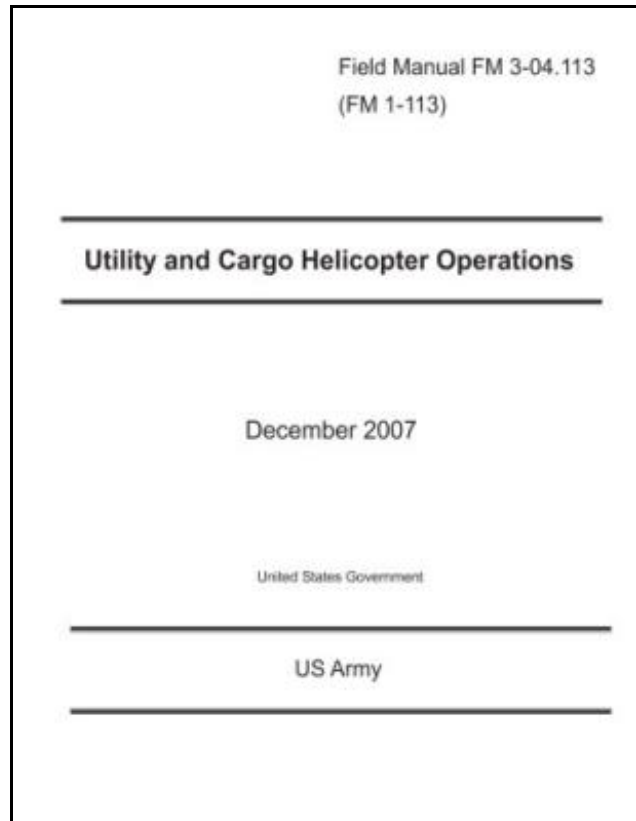 Field Manual FM 3-04.113
(FM 1-113)
Utility and Cargo Helicopter Operations
December 2007
United States Government
US Army